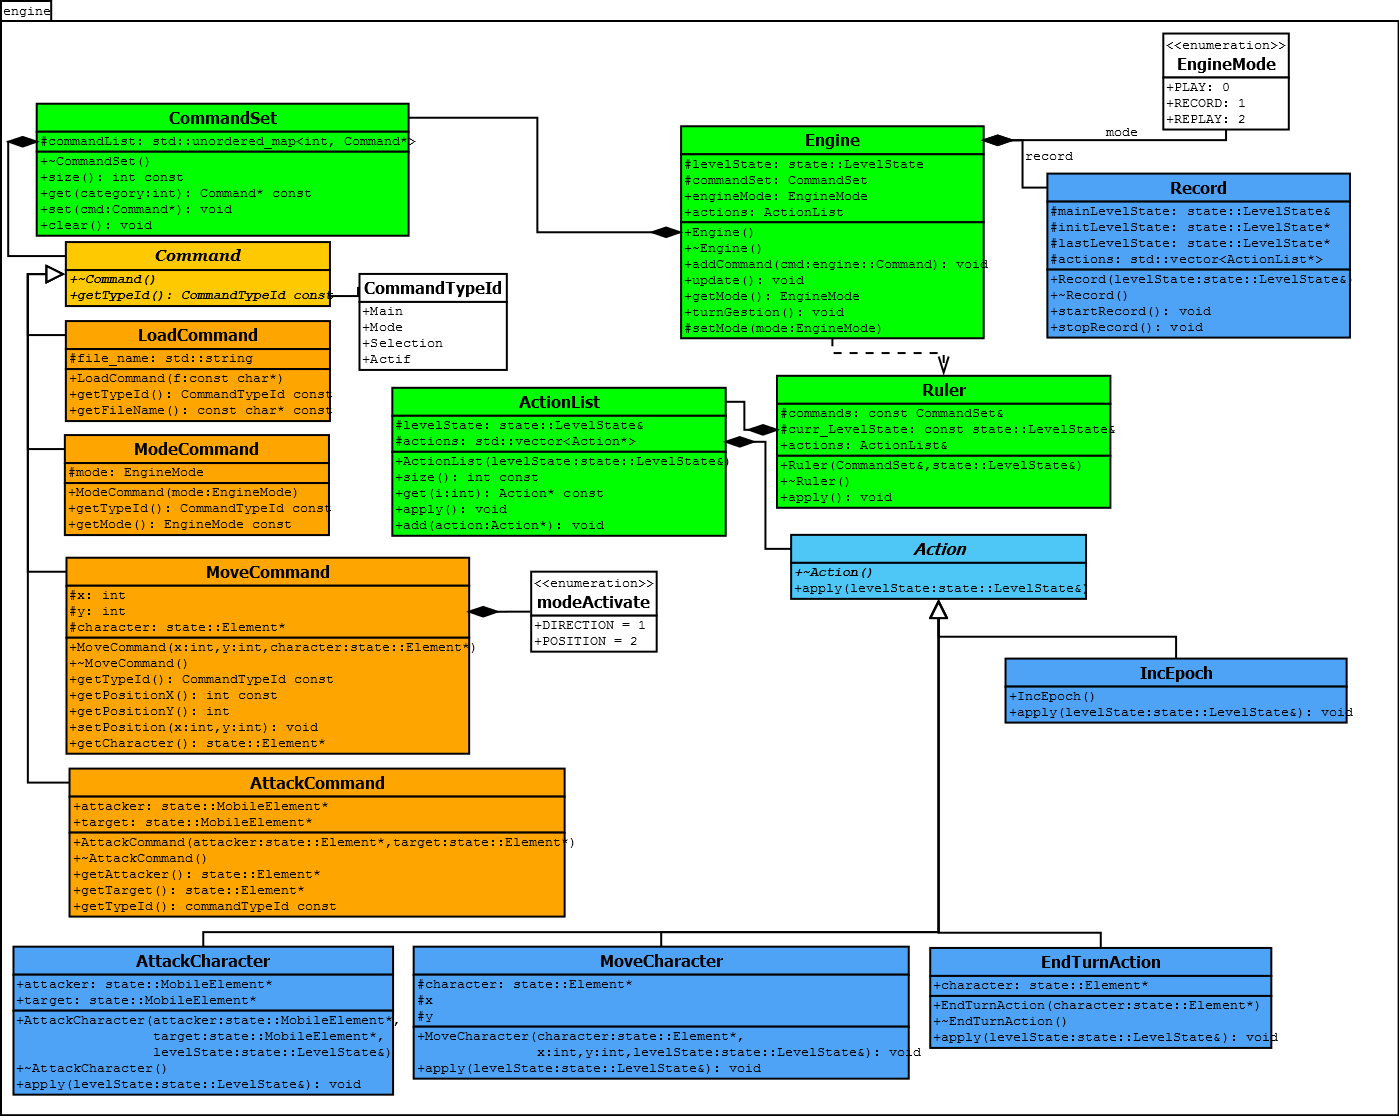 engine
<<enumeration>>
EngineMode
+PLAY: 0
+RECORD: 1
+REPLAY: 2
CommandSet
#commandList: std::unordered_map<int, Command*>
+~CommandSet()
+size(): int const
+get(category:int): Command* const
+set(cmd:Command*): void
+clear(): void
Engine
#levelState: state::LevelState
#commandSet: CommandSet
+engineMode: EngineMode
+actions: ActionList
+Engine()
+~Engine()
+addCommand(cmd:engine::Command): void
+update(): void
+getMode(): EngineMode
+turnGestion(): void
#setMode(mode:EngineMode)
mode
record
Record
#mainLevelState: state::LevelState&
#initLevelState: state::LevelState*
#lastLevelState: state::LevelState*
#actions: std::vector<ActionList*>
+Record(levelState:state::LevelState&)
+~Record()
+startRecord(): void
+stopRecord(): void
Command
+~Command()
+getTypeId(): CommandTypeId const
CommandTypeId
+Main
+Mode
+Selection
+Actif
LoadCommand
#file_name: std::string
+LoadCommand(f:const char*)
+getTypeId(): CommandTypeId const
+getFileName(): const char* const
ActionList
#levelState: state::LevelState&
#actions: std::vector<Action*>
+ActionList(levelState:state::LevelState&)
+size(): int const
+get(i:int): Action* const
+apply(): void
+add(action:Action*): void
Ruler
#commands: const CommandSet&
#curr_LevelState: const state::LevelState&
+actions: ActionList&
+Ruler(CommandSet&,state::LevelState&)
+~Ruler()
+apply(): void
ModeCommand
#mode: EngineMode
+ModeCommand(mode:EngineMode)
+getTypeId(): CommandTypeId const
+getMode(): EngineMode const
Action
+~Action()
+apply(levelState:state::LevelState&)
MoveCommand
#x: int
#y: int
#character: state::Element*
+MoveCommand(x:int,y:int,character:state::Element*)
+~MoveCommand()
+getTypeId(): CommandTypeId const
+getPositionX(): int const
+getPositionY(): int
+setPosition(x:int,y:int): void
+getCharacter(): state::Element*
<<enumeration>>
modeActivate
+DIRECTION = 1
+POSITION = 2
IncEpoch
+IncEpoch()
+apply(levelState:state::LevelState&): void
AttackCommand
+attacker: state::MobileElement*
+target: state::MobileElement*
+AttackCommand(attacker:state::Element*,target:state::Element*)
+~AttackCommand()
+getAttacker(): state::Element*
+getTarget(): state::Element*
+getTypeId(): commandTypeId const
AttackCharacter
+attacker: state::MobileElement*
+target: state::MobileElement*
+AttackCharacter(attacker:state::MobileElement*,
target:state::MobileElement*,
levelState:state::LevelState&)
+~AttackCharacter()
+apply(levelState:state::LevelState&): void
MoveCharacter
#character: state::Element*
#x
#y
+MoveCharacter(character:state::Element*,
x:int,y:int,levelState:state::LevelState&): void
+apply(levelState:state::LevelState&): void
EndTurnAction
+character: state::Element*
+EndTurnAction(character:state::Element*)
+~EndTurnAction()
+apply(levelState:state::LevelState&): void